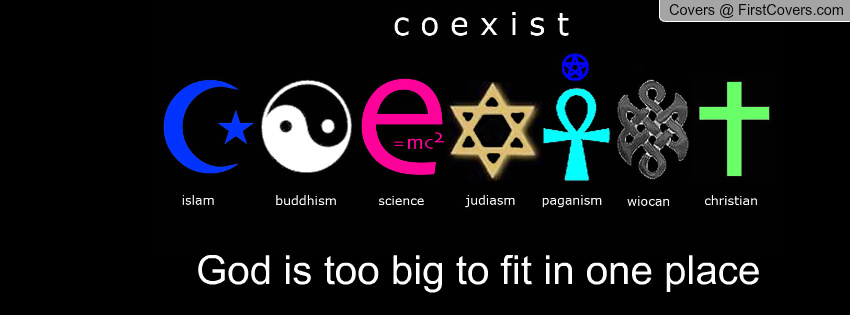 Covers @ FirstCovers.com
c o e x i s t
=mc²
islam buddhism science judiasm paganism wiocan christian
God is too big to fit in one place